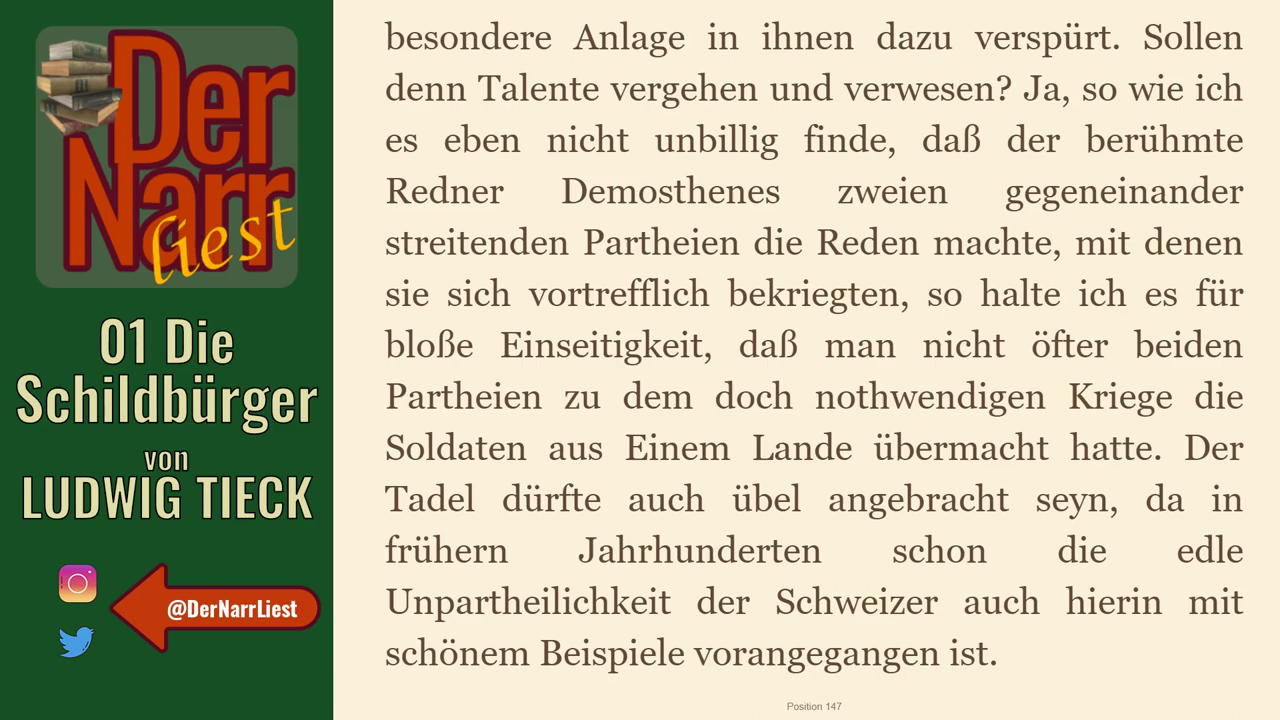 Der
Narr
liest
01 Die
Schildbürger
von
LUDWIG TIECK
@DerNarrLiest
besondere Anlage in ihnen dazu verspürt. Sollen
denn Talente vergehen und verwesen? Ja, so wie ich
es eben nicht unbillig finde, daß der berühmte
Redner Demosthenes zweien gegeneinander
streitenden Partheien die Reden machte, mit denen
sie sich vortrefflich bekriegten, so halte ich es für
bloße Einseitigkeit, daß man nicht öfter beiden
Partheien zu dem doch nothwendigen Kriege die
Soldaten aus Einem Lande übermacht hatte. Der
Tadel dürfte auch übel angebracht seyn, da in
frühern Jahrhunderten schon die edle
Unpartheilichkeit der Schweizer auch hierin mit
schönem Beispiele vorangegangen ist.
Position 147